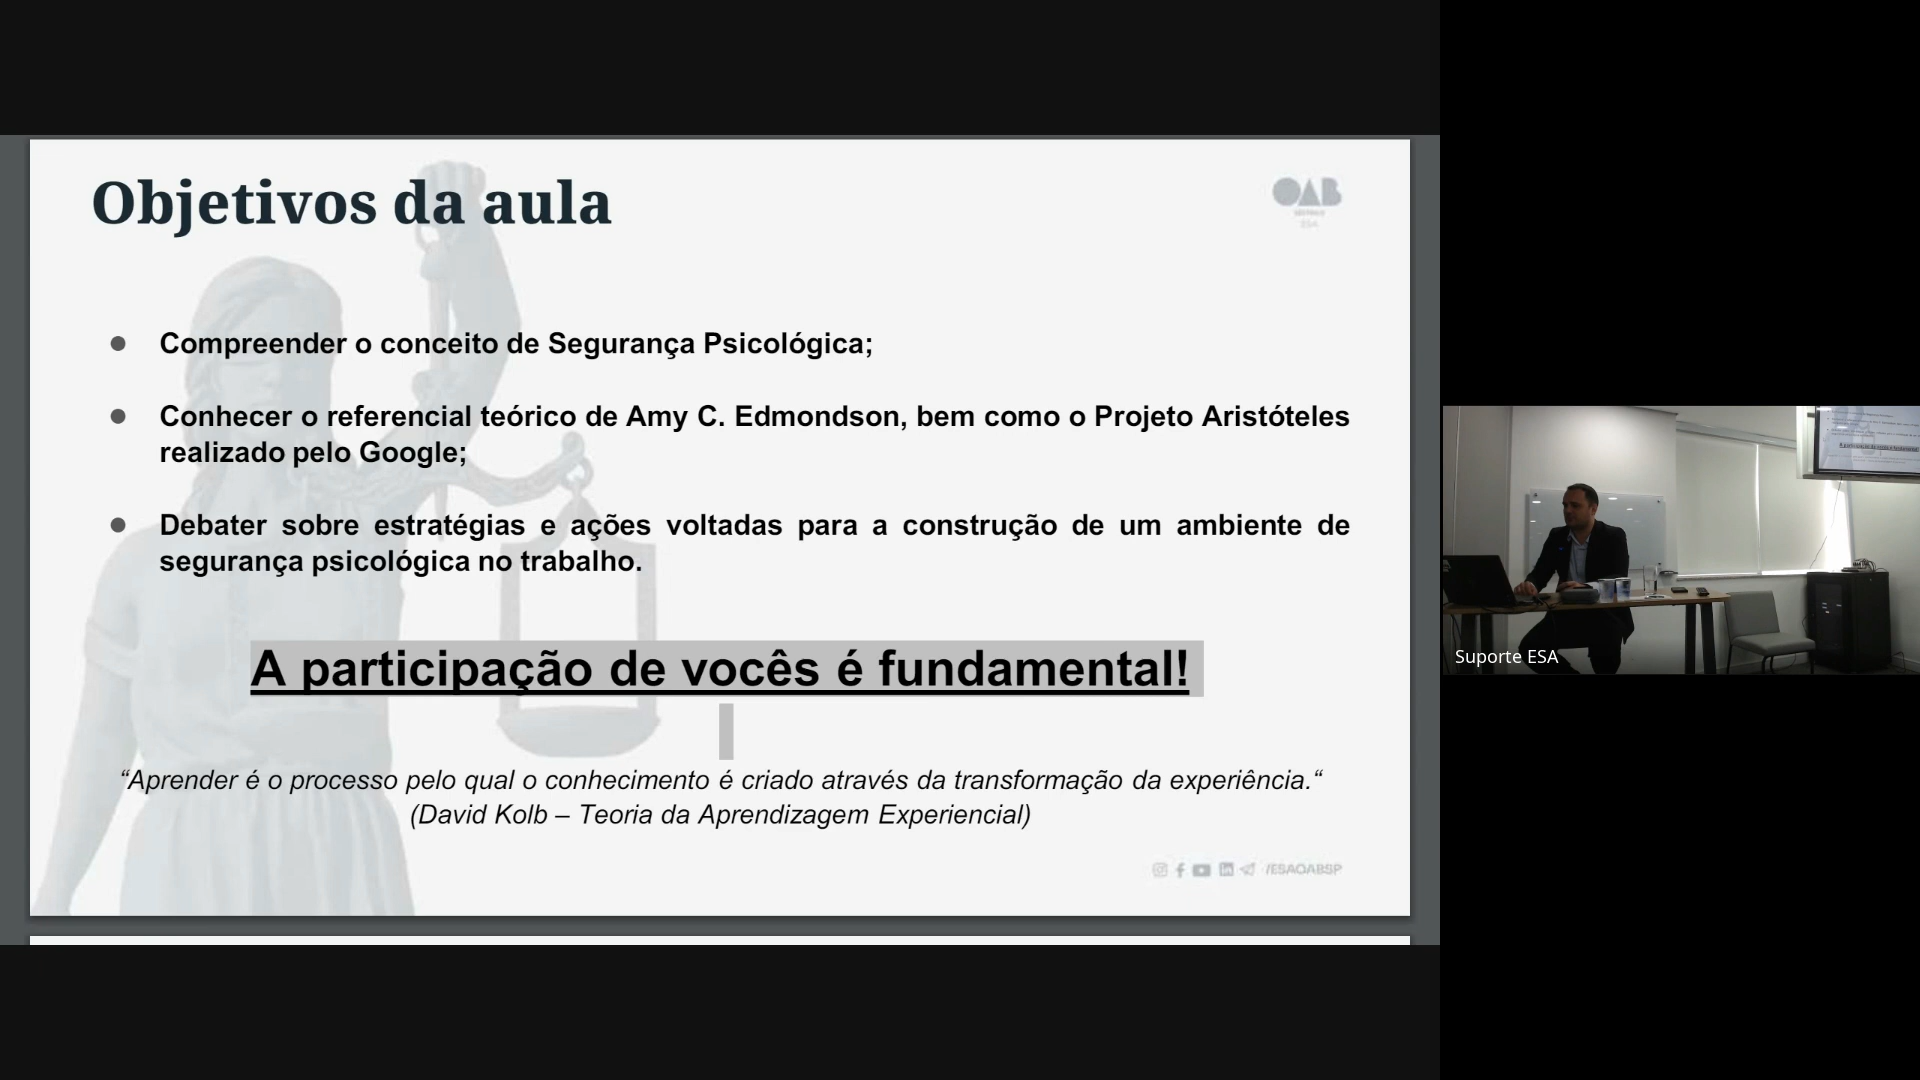 Objetivos da aula
OAB
ESA
Compreender o conceito de Segurança Psicológica;
Conhecer o referencial teórico de Amy C. Edmondson, bem como o Projeto Aristóteles
realizado pelo Google;
Debater sobre estratégias e ações voltadas para a construção de um ambiente de
segurança psicológica no trabalho.
A participação de vocês é fundamental!
“Aprender é o processo pelo qual o conhecimento é criado através da transformação da experiência.“
(David Kolb – Teoria da Aprendizagem Experiencial)
/ESAOABSP
Suporte ESA